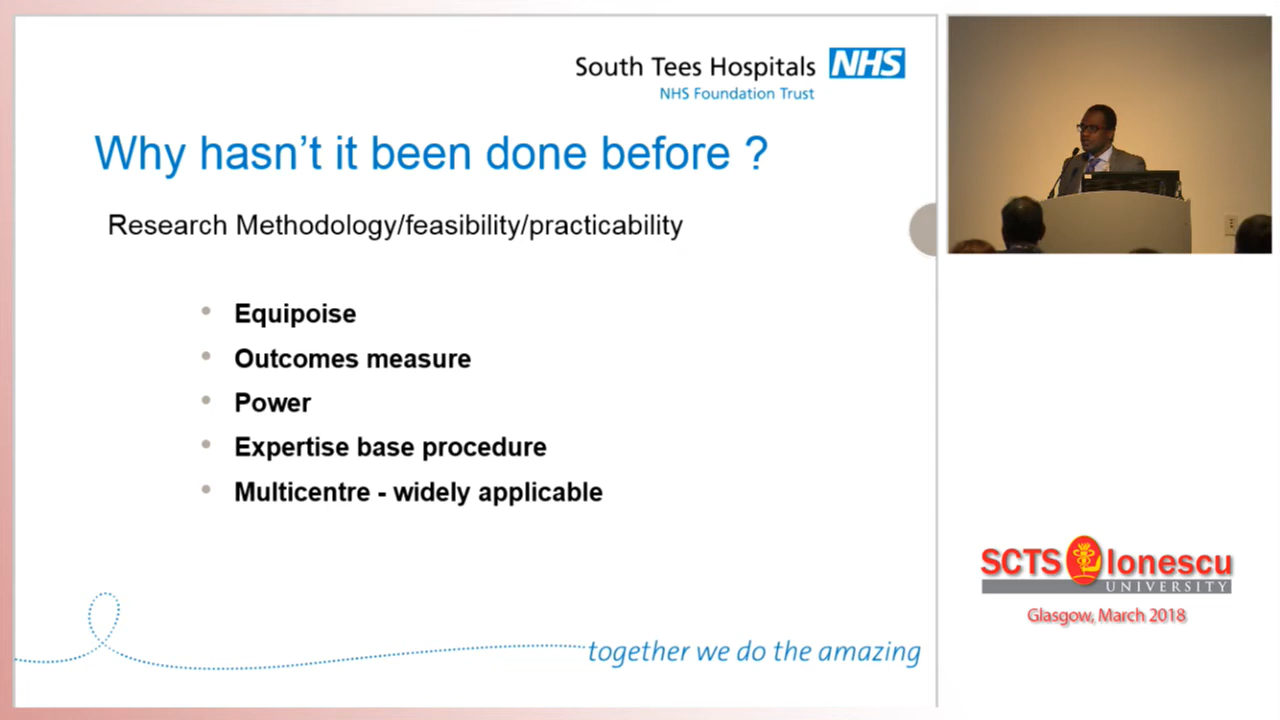 South Tees Hospitals NHS
NHS Foundation Trust
Why hasn't it been done before ?
Research Methodology/feasibility/practicability
• Equipoise
• Outcomes measure
• Power
• Expertise base procedure
• Multicentre - widely applicable
together we do the amazing
SCTS Ionescu
UNIVERSITY
Glasgow, March 2018